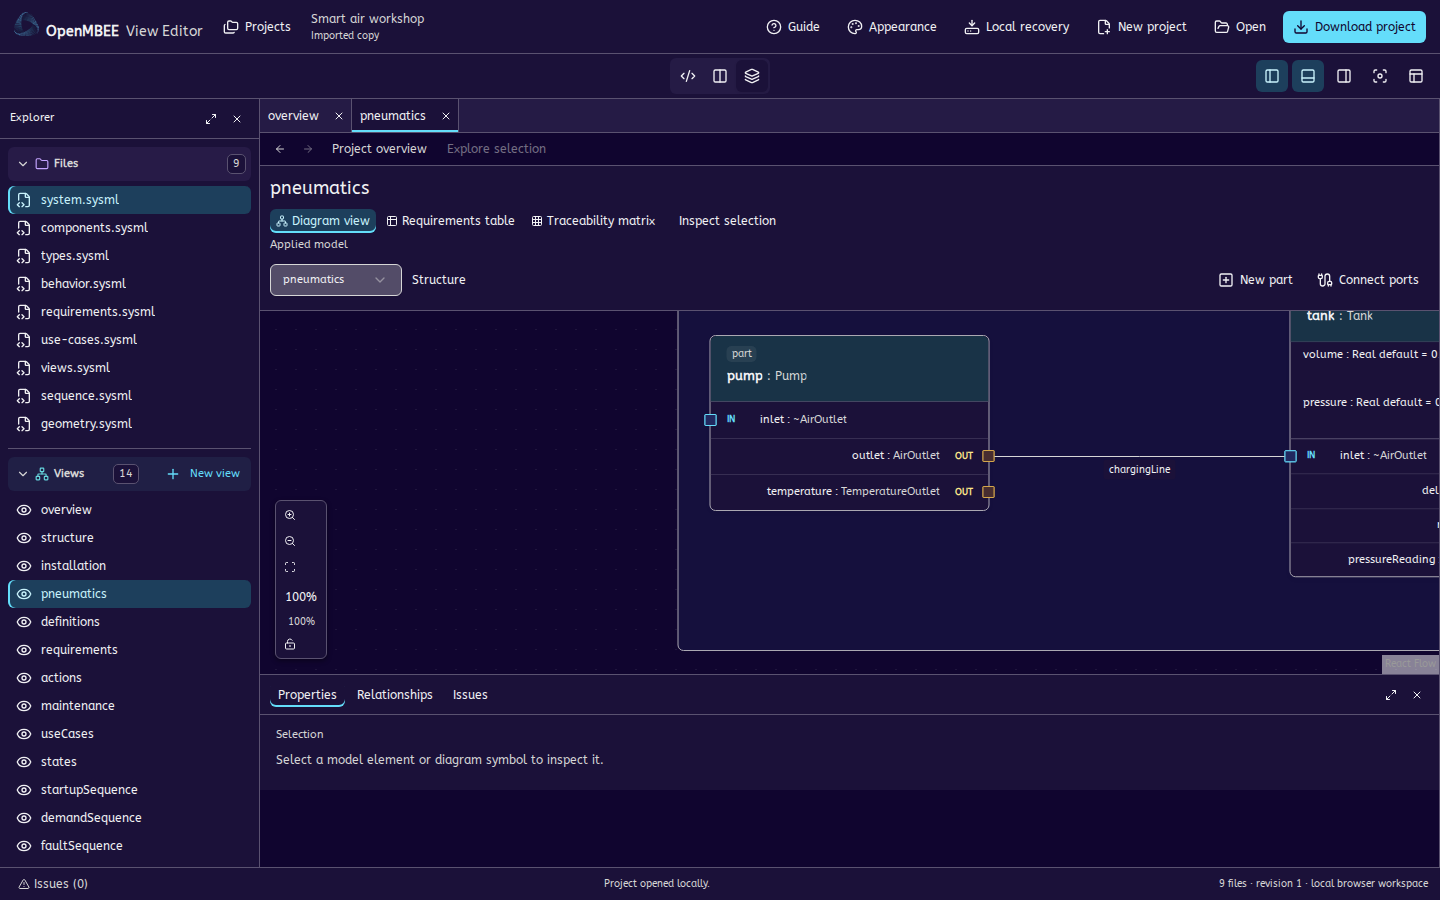 OpenMBEE View Editor
Projects
Smart air workshop
Imported copy
Guide
Appearance
Local recovery
New project
Open
Download project
Explorer
Files
9
system.sysml
components.sysml
types.sysml
behavior.sysml
requirements.sysml
use-cases.sysml
views.sysml
sequence.sysml
geometry.sysml
Views
14
New view
overview
structure
installation
pneumatics
definitions
requirements
actions
maintenance
useCases
states
startupSequence
demandSequence
faultSequence
overview
pneumatics
Project overview
Explore selection
pneumatics
Diagram view
Requirements table
Traceability matrix
Inspect selection
Applied model
pneumatics
Structure
New part
Connect ports
part
pump : Pump
IN
inlet : ~AirOutlet
outlet : AirOutlet
OUT
temperature : TemperatureOutlet
OUT
chargingLine
tank : Tank
volume : Real default = 0
pressure : Real default = 0
IN
inlet : ~AirOutlet
del
pressureReading :
100%
100%
React Flow
Properties
Relationships
Issues
Selection
Select a model element or diagram symbol to inspect it.
Issues (0)
Project opened locally.
9 files · revision 1 · local browser workspace